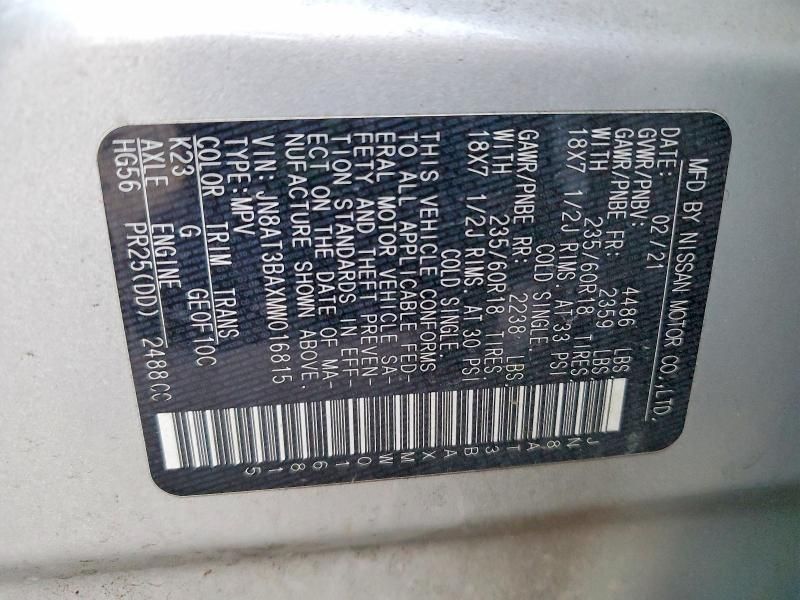 MFD BY NISSAN MOTOR CO.,LTD.
DATE: 02/21
GVWR/PNBV: 4486 LBS.
GAWR/PNBE FR: 2359 LBS.
WITH 235/60R18 TIRES
18X7 1/2J RIMS. AT 33 PSI
COLD SINGLE.
GAWR/PNBE RR: 2238 LBS.
WITH 235/60R18 TIRES
18X7 1/2J RIMS. AT 30 PSI
COLD SINGLE.
THIS VEHICLE CONFORMS
TO ALL APPLICABLE FED-
ERAL MOTOR VEHICLE SA-
FETY AND THEFT PREVEN-
TION STANDARDS IN EFF-
ECT ON THE DATE OF MA-
NUFACTURE SHOWN ABOVE.
VIN: JN8AT3BAXMW016815
TYPE: MPV
COLOR TRIM TRANS
K23 G GEOF10C
AXLE ENGINE
HG56 PR25(DD) 2488CC
JN8AT3BAXMW016815